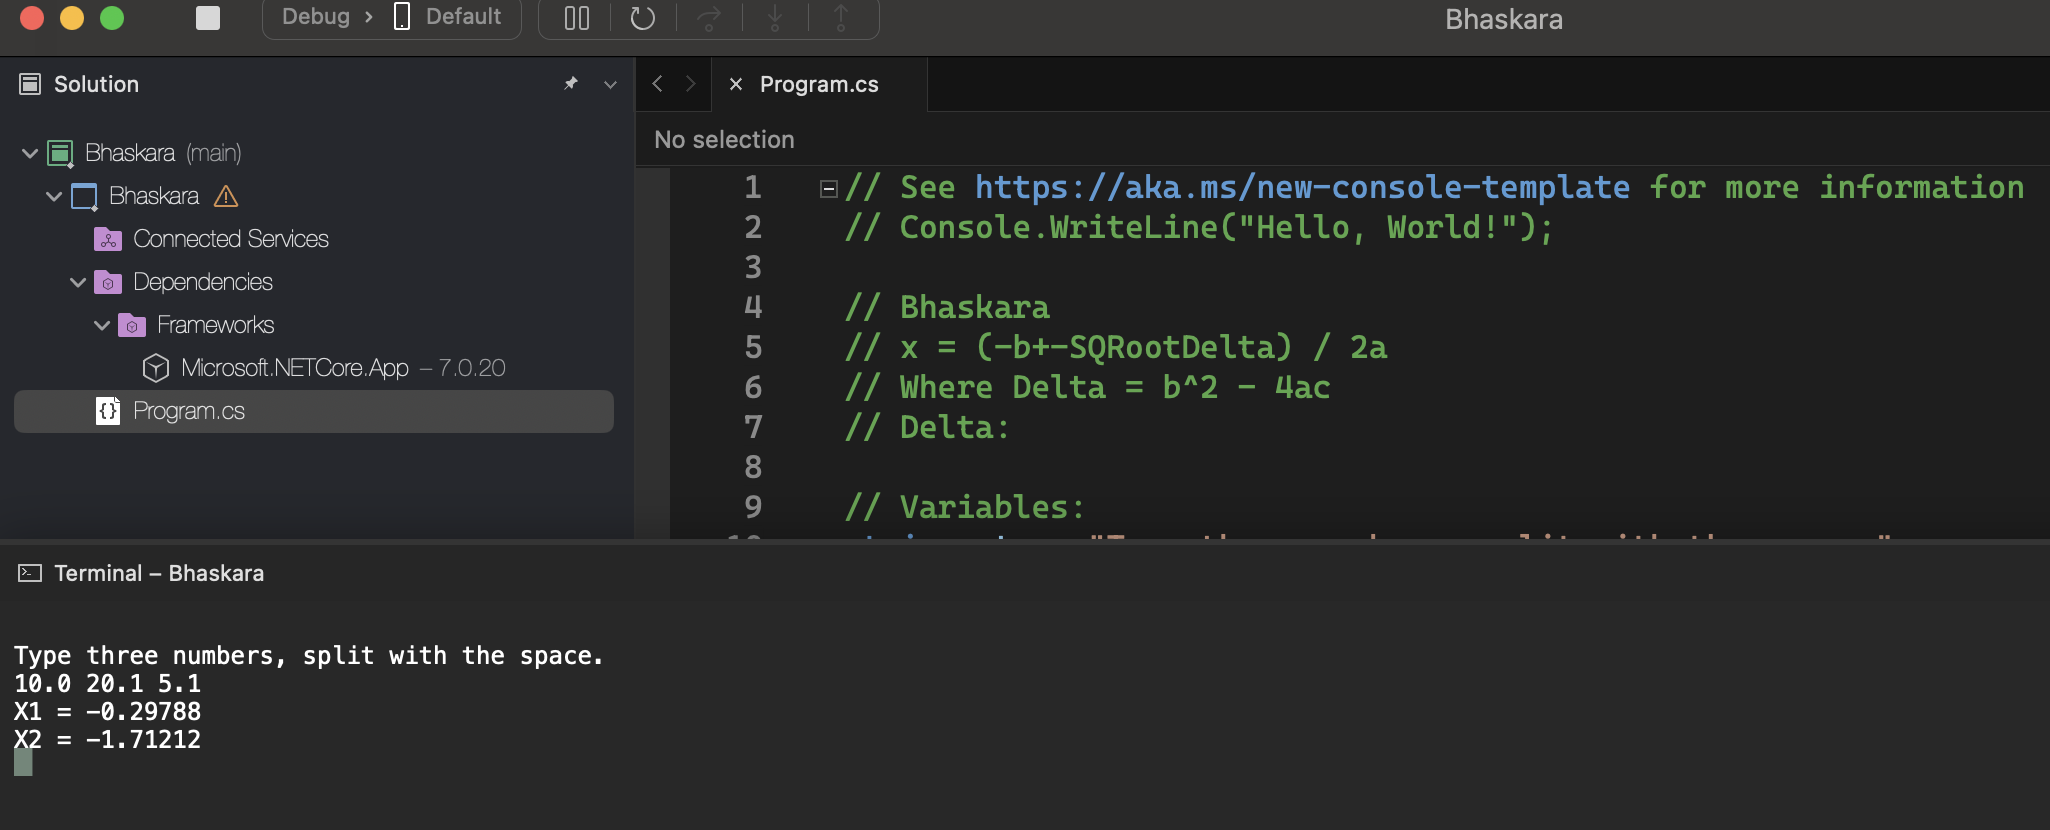 Debug › Default
Bhaskara
Solution
Bhaskara (main)
Bhaskara
Connected Services
Dependencies
Frameworks
Microsoft.NETCore.App – 7.0.20
Program.cs
Program.cs
No selection
1 // See https://aka.ms/new-console-template for more information
2 // Console.WriteLine("Hello, World!");
3
4 // Bhaskara
5 // x = (-b+-SQRootDelta) / 2a
6 // Where Delta = b^2 - 4ac
7 // Delta:
8
9 // Variables:
Terminal – Bhaskara
Type three numbers, split with the space.
10.0 20.1 5.1
X1 = -0.29788
X2 = -1.71212